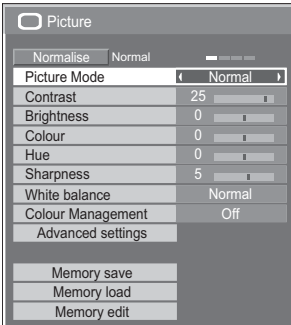 Picture
Normalise Normal
Picture Mode Normal
Contrast 25
Brightness 0
Colour 0
Hue 0
Sharpness 5
White balance Normal
Colour Management Off
Advanced settings
Memory save
Memory load
Memory edit